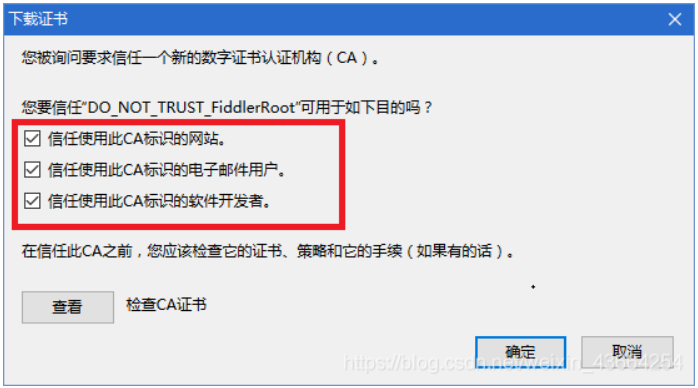 下载证书
您被询问要求信任一个新的数字证书认证机构（CA）。
您要信任“DO_NOT_TRUST_FiddlerRoot”可用于如下目的吗？
信任使用此CA标识的网站。
信任使用此CA标识的电子邮件用户。
信任使用此CA标识的软件开发者。
在信任此CA之前，您应该检查它的证书、策略和它的手续（如果有的话）。
查看 检查CA证书
确定 取消
https://blog.csdn.net/weixin_43664254